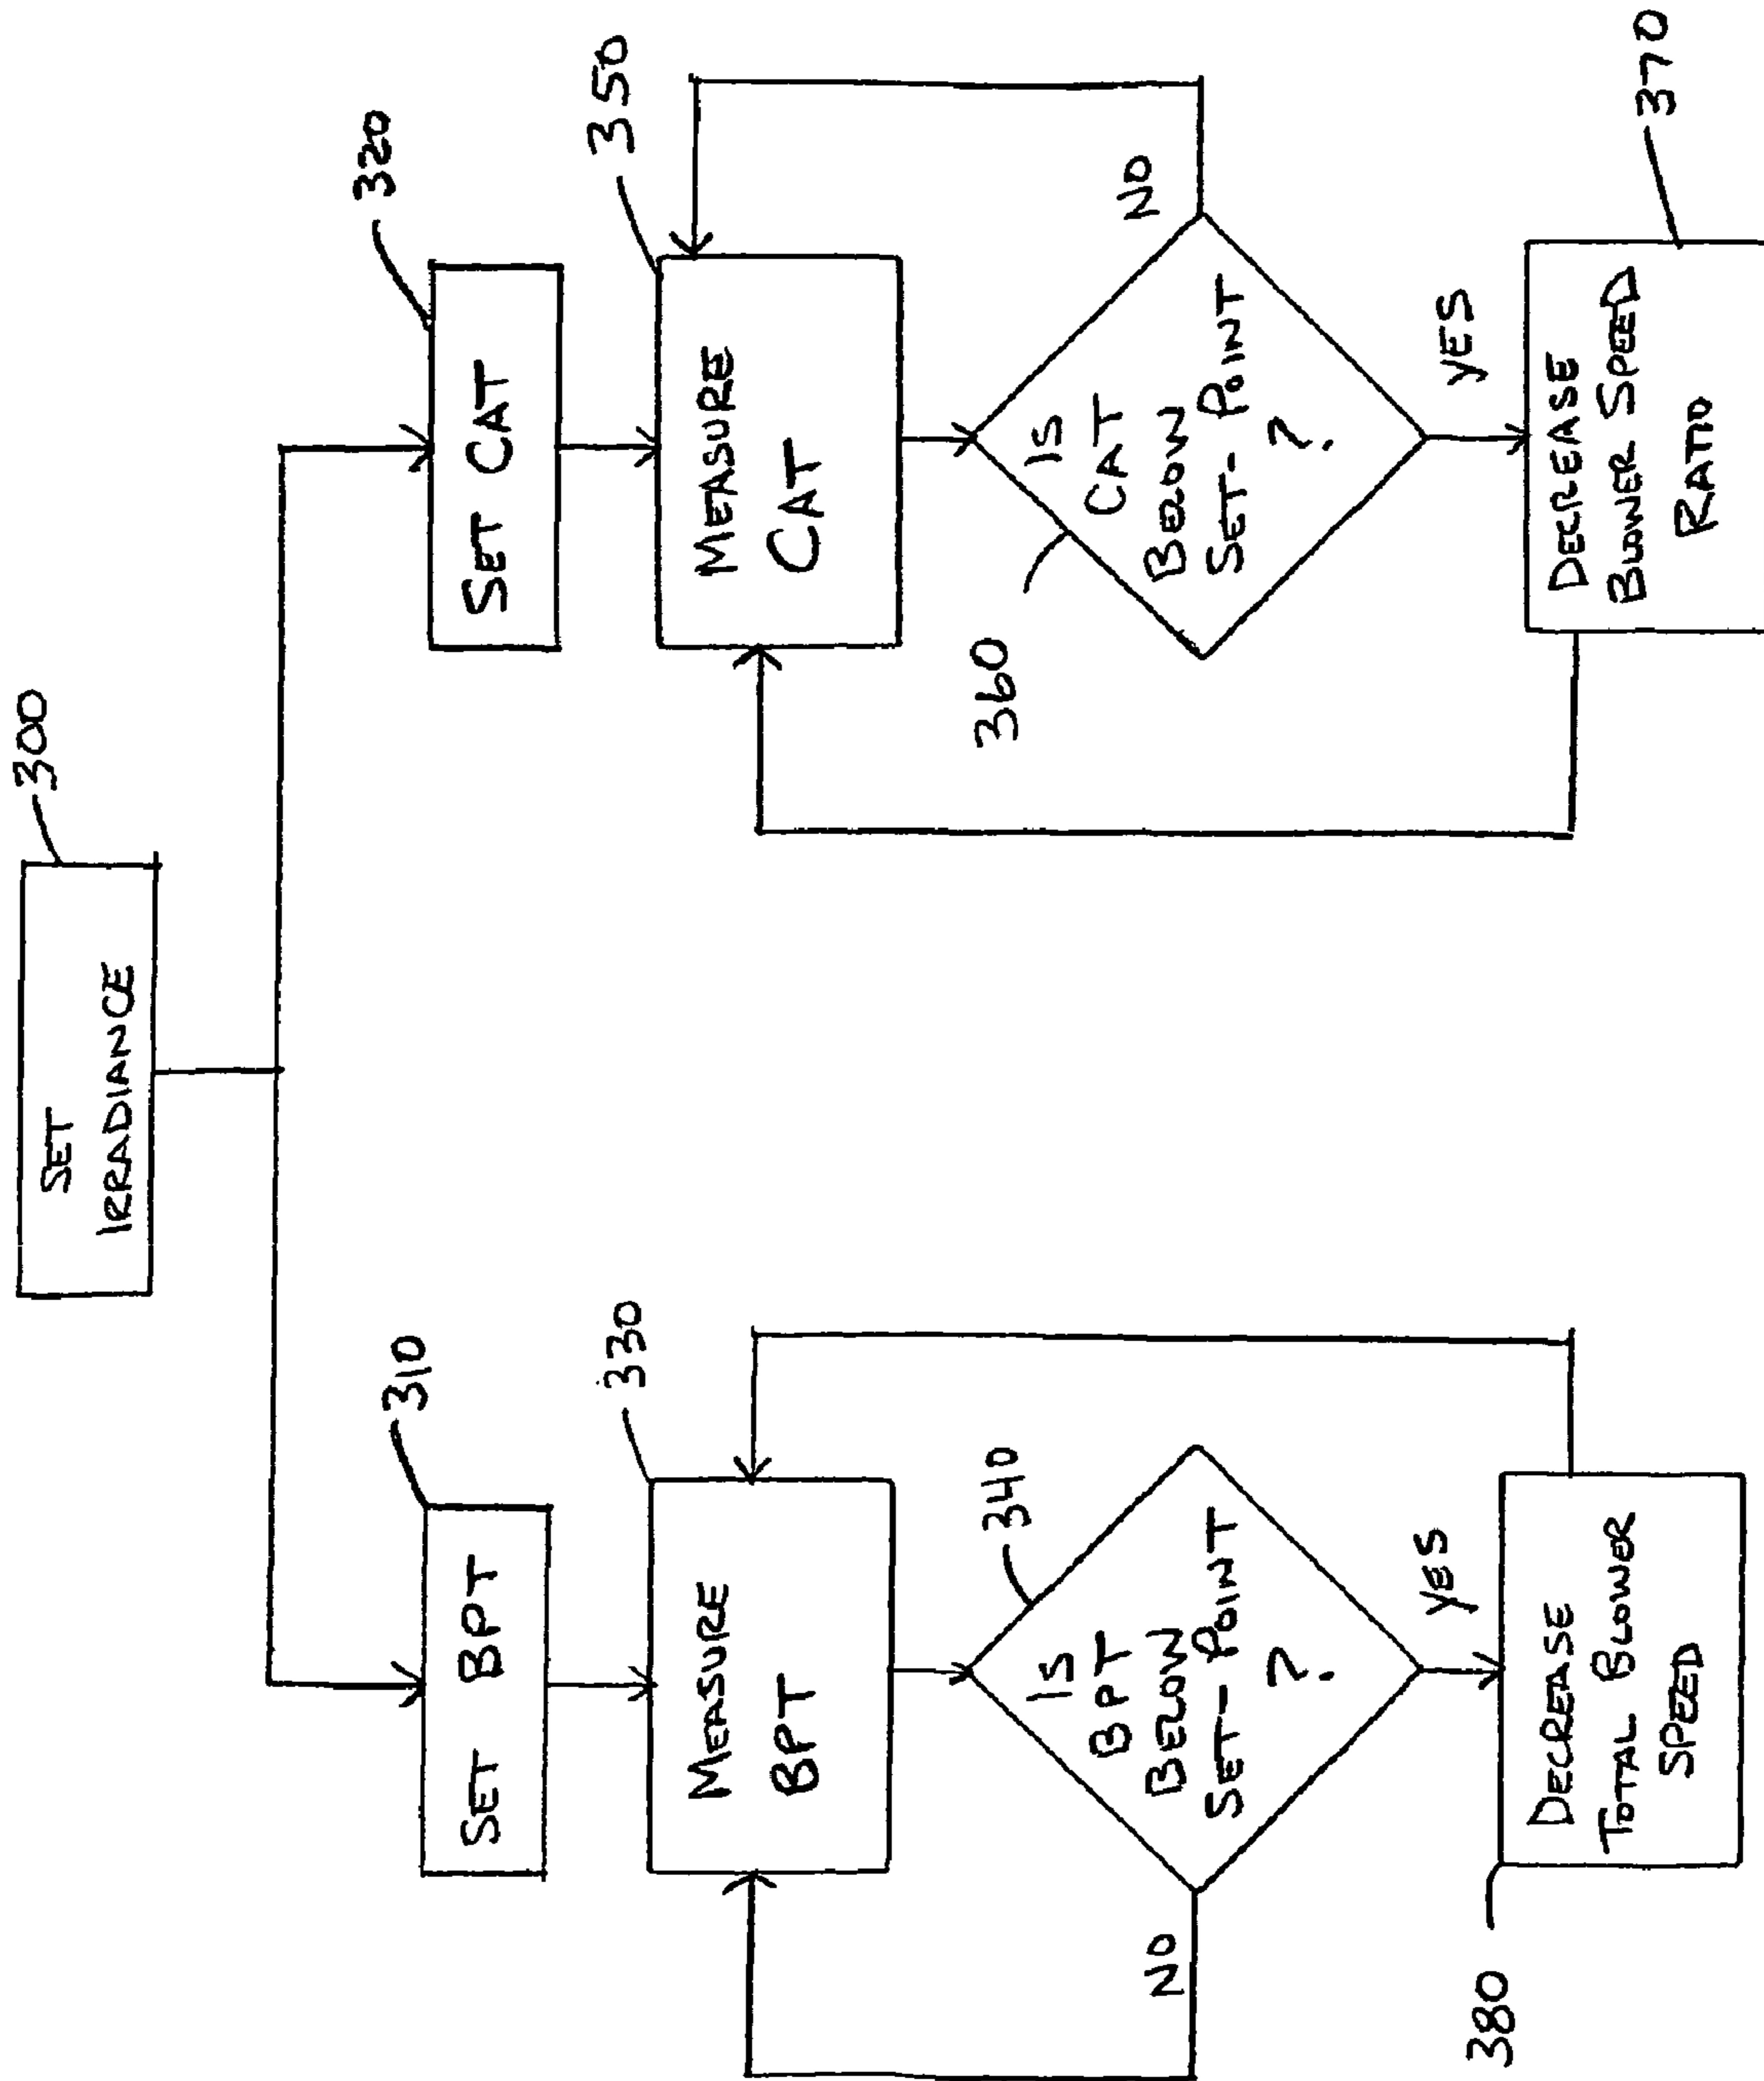 300
SET
IRRADIANCE
310
SET BPT
320
SET CAT
330
MEASURE
BPT
350
MEASURE
CAT
340
IS
BPT
BELOW
SET-POINT
?
NO
YES
360
IS
CAT
BELOW
SET-POINT
?
NO
YES
380
DECREASE
TOTAL BLOWER
SPEED
370
DECREASE
BLOWER SPEED
RATIO